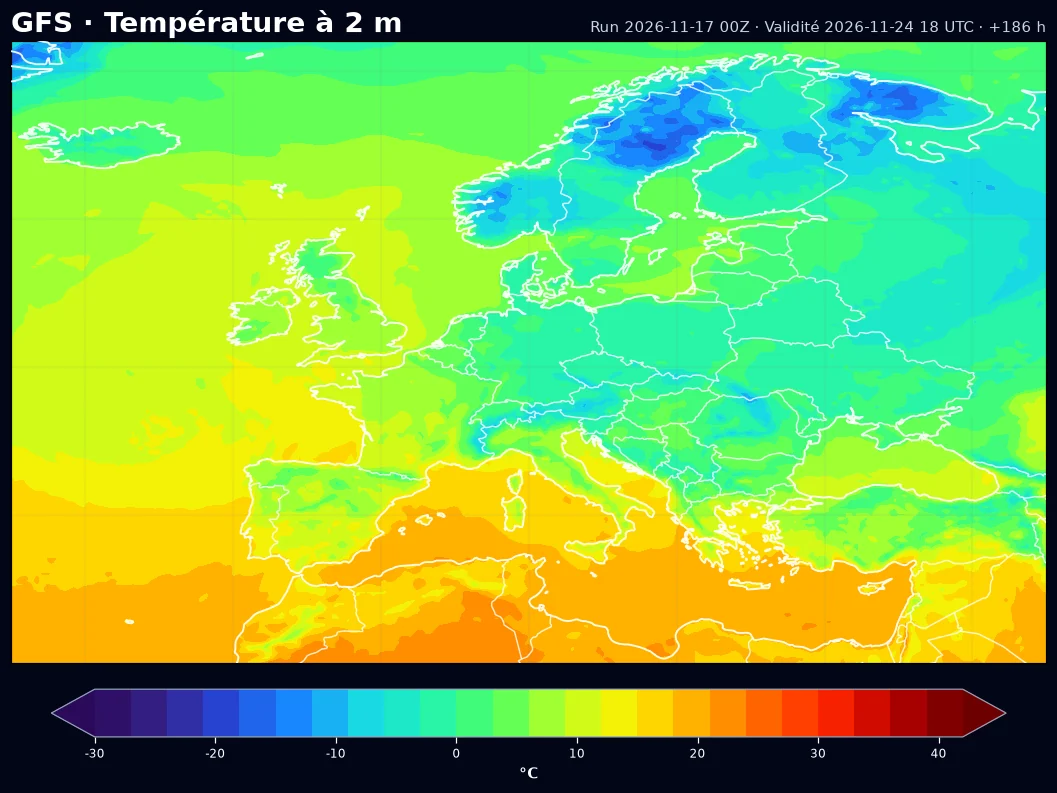 GFS · Température à 2 m
Run 2026-11-17 00Z · Validité 2026-11-24 18 UTC · +186 h
-30 -20 -10 0 10 20 30 40
°C